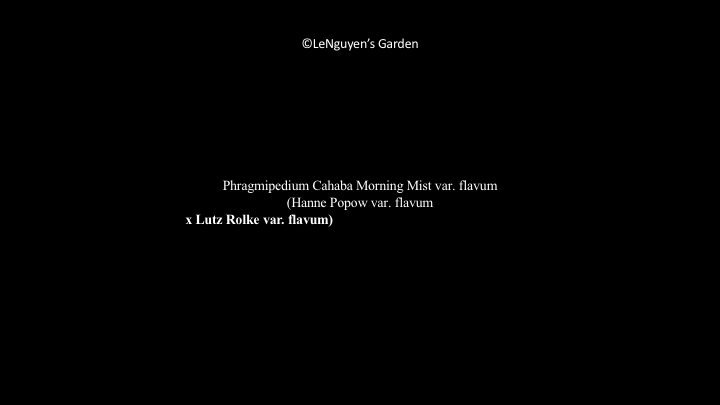 ©LeNguyen’s Garden
Phragmipedium Cahaba Morning Mist var. flavum
(Hanne Popow var. flavum
x Lutz Rolke var. flavum)